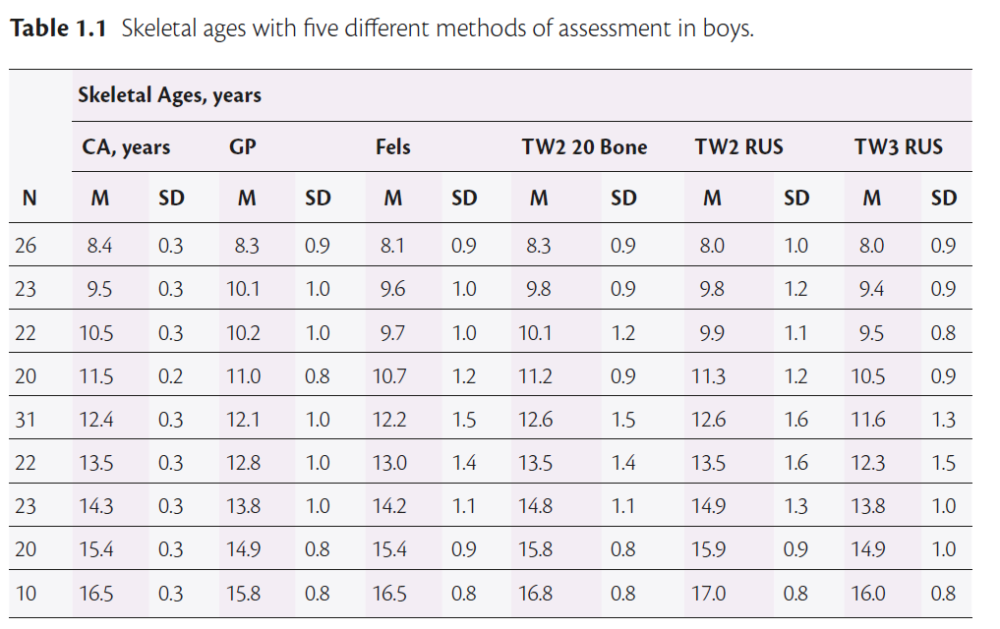 Table 1.1 Skeletal ages with five different methods of assessment in boys.
Skeletal Ages, years
CA, years GP Fels TW2 20 Bone TW2 RUS TW3 RUS
N M SD M SD M SD M SD M SD M SD
26 8.4 0.3 8.3 0.9 8.1 0.9 8.3 0.9 8.0 1.0 8.0 0.9
23 9.5 0.3 10.1 1.0 9.6 1.0 9.8 0.9 9.8 1.2 9.4 0.9
22 10.5 0.3 10.2 1.0 9.7 1.0 10.1 1.2 9.9 1.1 9.5 0.8
20 11.5 0.2 11.0 0.8 10.7 1.2 11.2 0.9 11.3 1.2 10.5 0.9
31 12.4 0.3 12.1 1.0 12.2 1.5 12.6 1.5 12.6 1.6 11.6 1.3
22 13.5 0.3 12.8 1.0 13.0 1.4 13.5 1.4 13.5 1.6 12.3 1.5
23 14.3 0.3 13.8 1.0 14.2 1.1 14.8 1.1 14.9 1.3 13.8 1.0
20 15.4 0.3 14.9 0.8 15.4 0.9 15.8 0.8 15.9 0.9 14.9 1.0
10 16.5 0.3 15.8 0.8 16.5 0.8 16.8 0.8 17.0 0.8 16.0 0.8